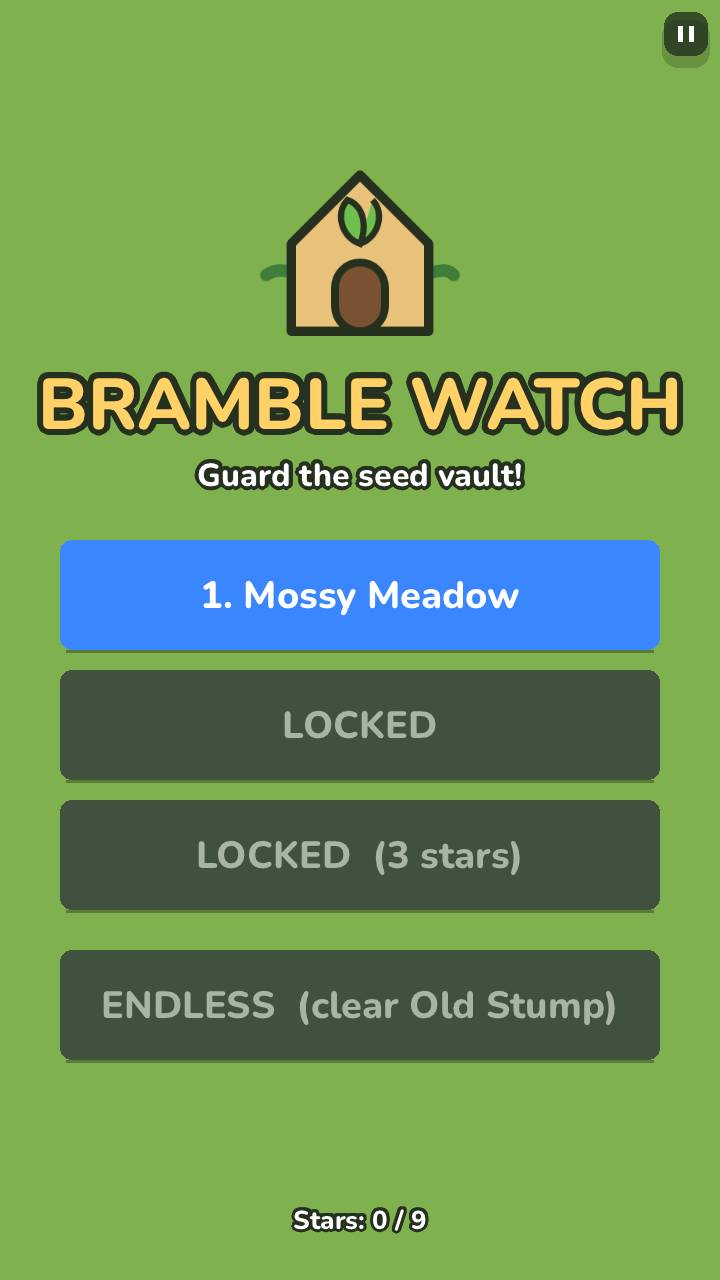 BRAMBLE WATCH
Guard the seed vault!
1. Mossy Meadow
LOCKED
LOCKED (3 stars)
ENDLESS (clear Old Stump)
Stars: 0 / 9